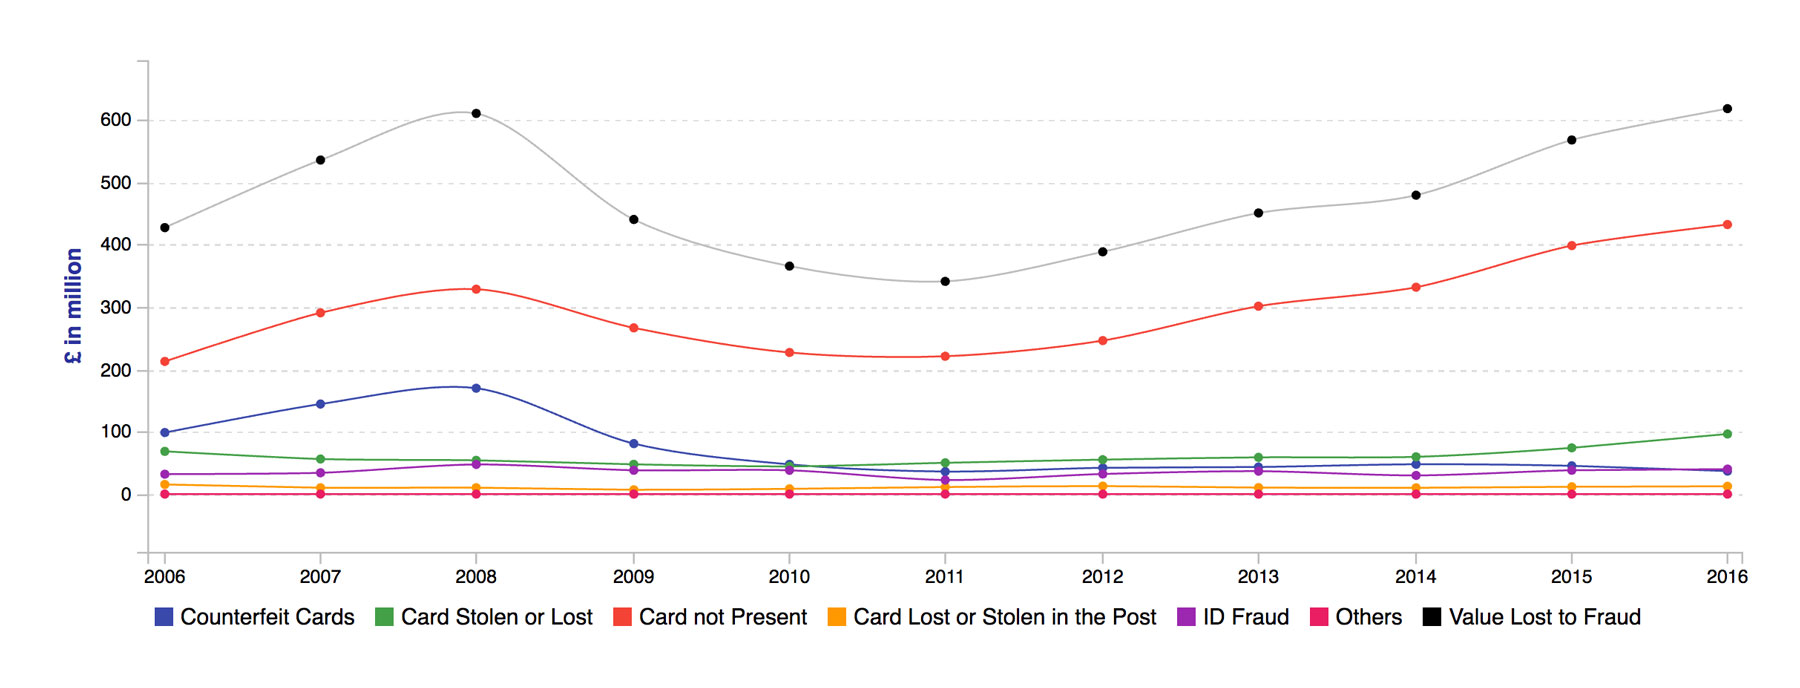 £ in million
600
500
400
300
200
100
0
2006 2007 2008 2009 2010 2011 2012 2013 2014 2015 2016
Counterfeit Cards Card Stolen or Lost Card not Present Card Lost or Stolen in the Post ID Fraud Others Value Lost to Fraud